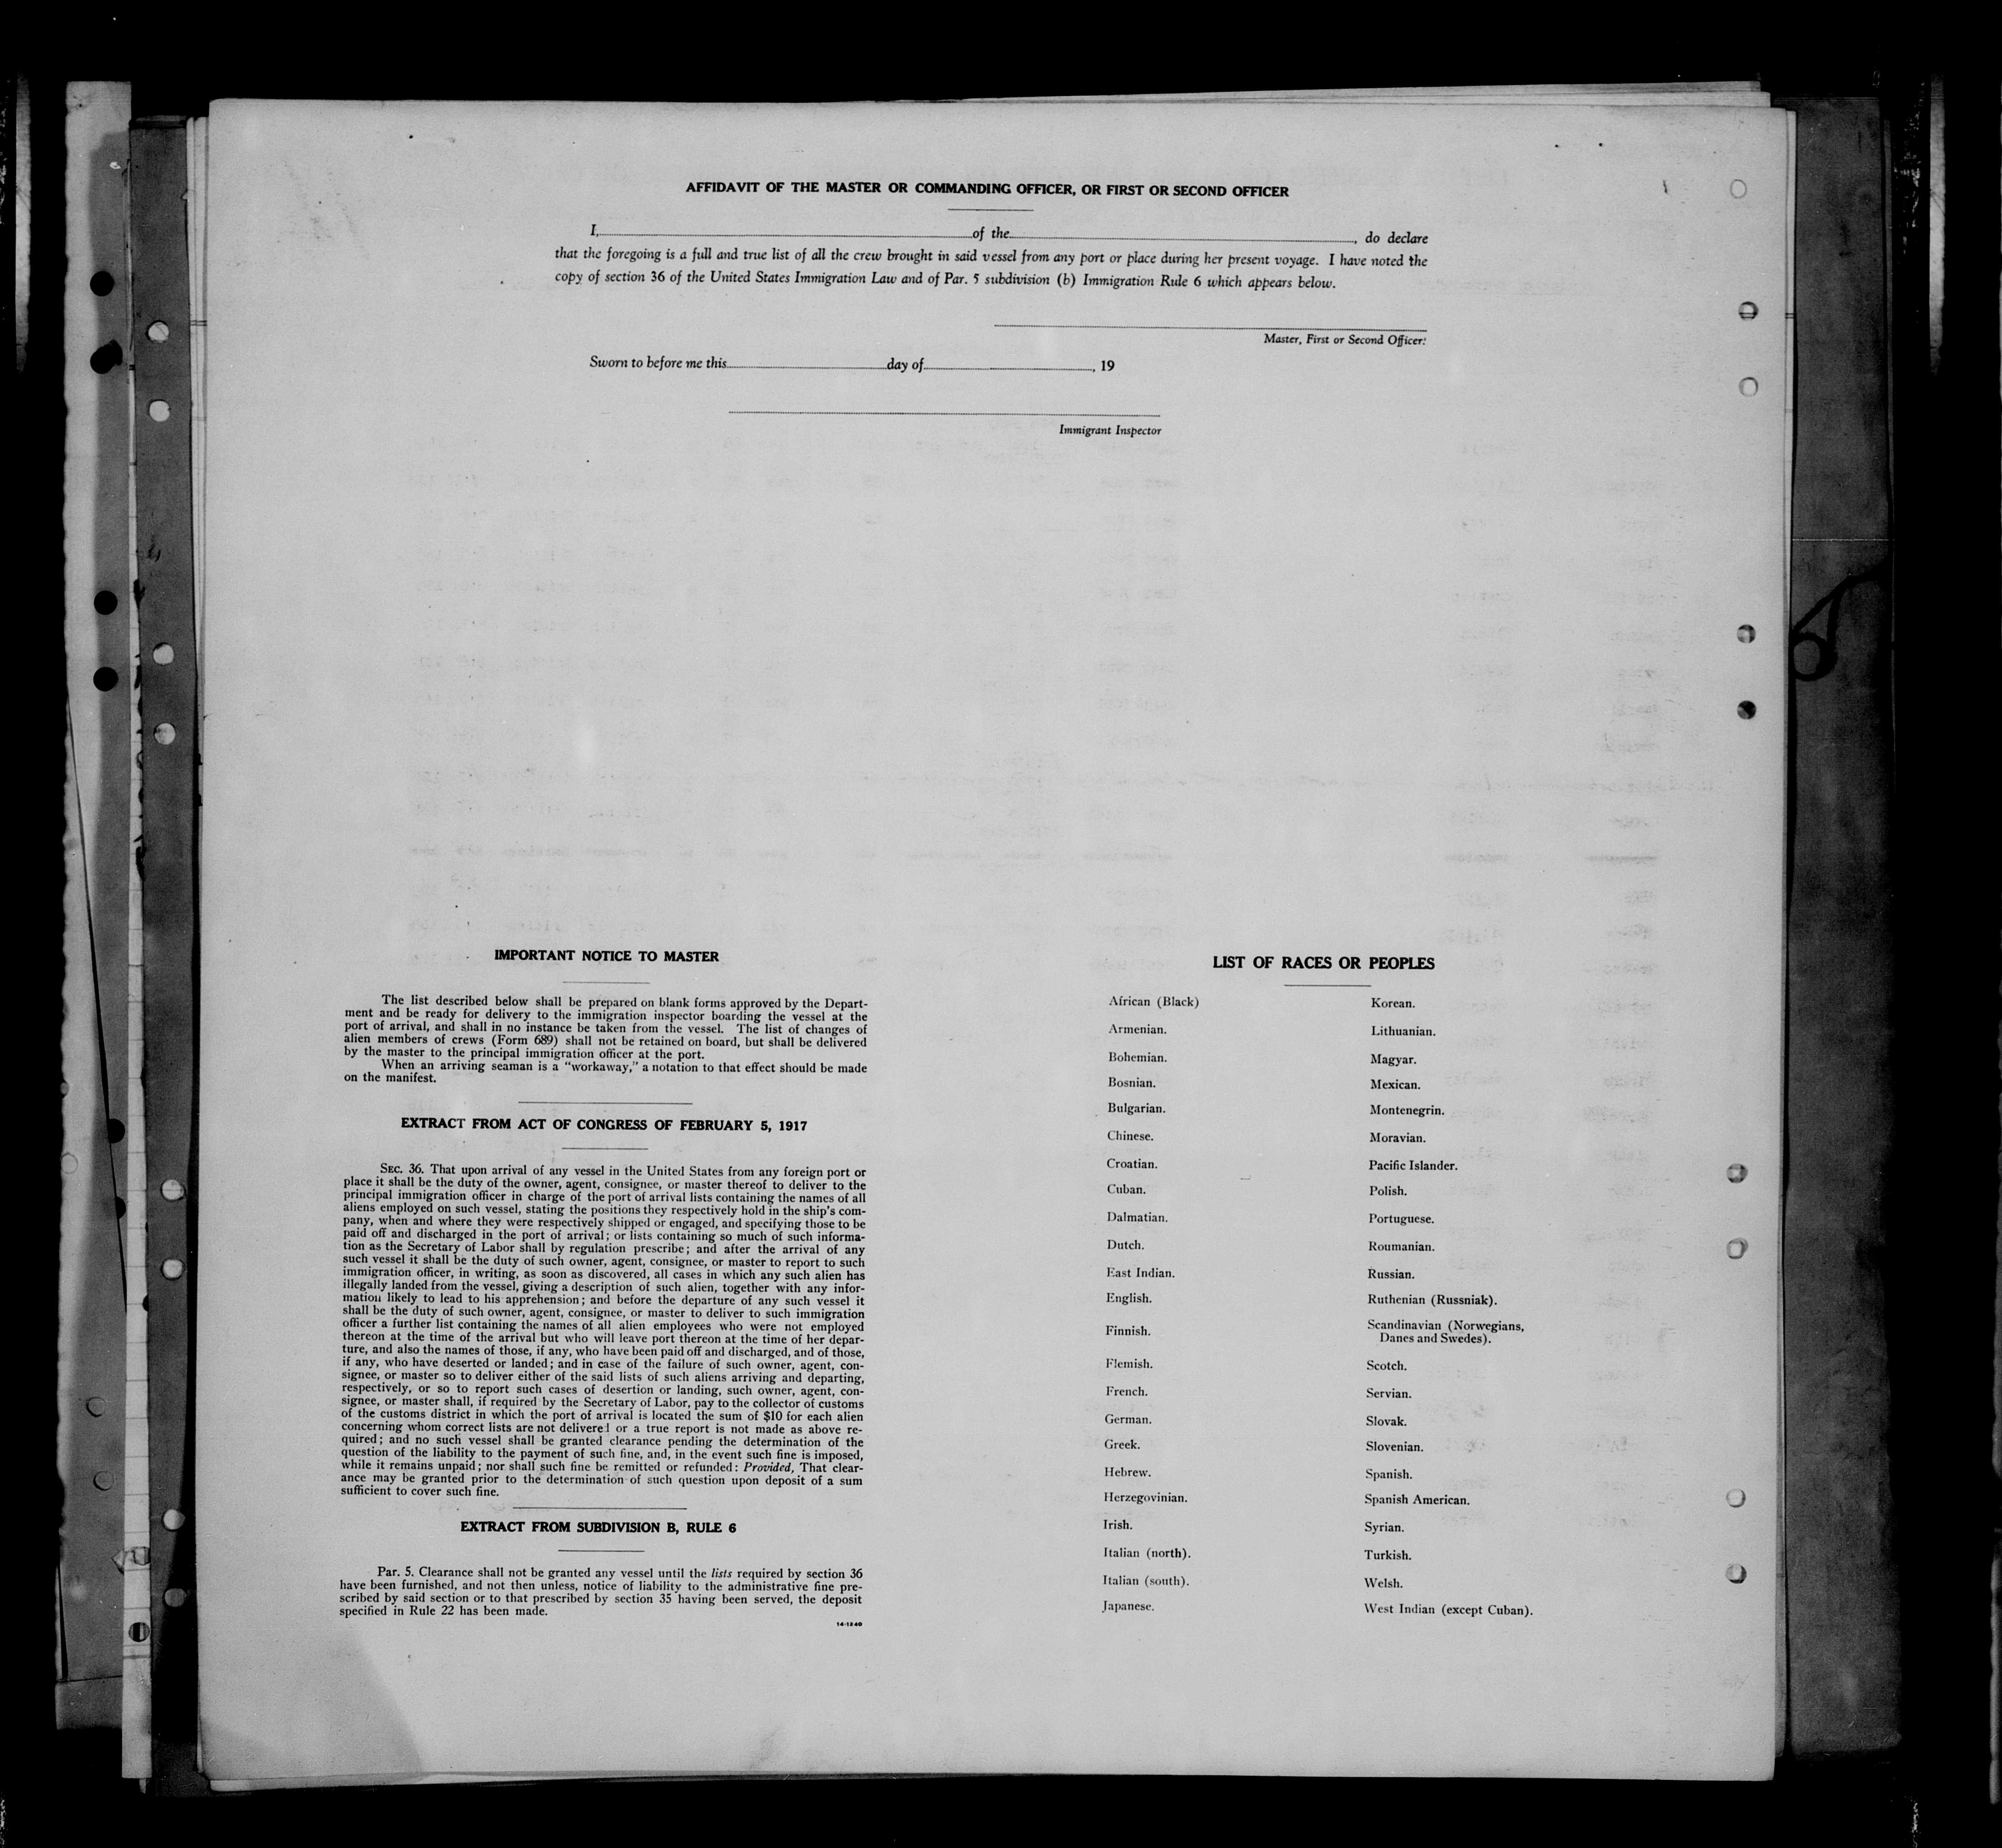 AFFIDAVIT OF THE MASTER OR COMMANDING OFFICER, OR FIRST OR SECOND OFFICER
I, of the , do declare
that the foregoing is a full and true list of all the crew brought in said vessel from any port or place during her present voyage. I have noted the
copy of section 36 of the United States Immigration Law and of Par. 5 subdivision (b) Immigration Rule 6 which appears below.
Master, First or Second Officer.
Sworn to before me this day of , 19
Immigrant Inspector
IMPORTANT NOTICE TO MASTER
The list described below shall be prepared on blank forms approved by the Depart-
ment and be ready for delivery to the immigration inspector boarding the vessel at the
port of arrival, and shall in no instance be taken from the vessel. The list of changes of
alien members of crews (Form 689) shall not be retained on board, but shall be delivered
by the master to the principal immigration officer at the port.
When an arriving seaman is a "workaway," a notation to that effect should be made
on the manifest.
EXTRACT FROM ACT OF CONGRESS OF FEBRUARY 5, 1917
SEC. 36. That upon arrival of any vessel in the United States from any foreign port or
place it shall be the duty of the owner, agent, consignee, or master thereof to deliver to the
principal immigration officer in charge of the port of arrival lists containing the names of all
aliens employed on such vessel, stating the positions they respectively hold in the ship's com-
pany, when and where they were respectively shipped or engaged, and specifying those to be
paid off and discharged in the port of arrival; or lists containing so much of such informa-
tion as the Secretary of Labor shall by regulation prescribe; and after the arrival of any
such vessel it shall be the duty of such owner, agent, consignee, or master to report to such
immigration officer, in writing, as soon as discovered, all cases in which any such alien has
illegally landed from the vessel, giving a description of such alien, together with any infor-
mation likely to lead to his apprehension; and before the departure of any such vessel it
shall be the duty of such owner, agent, consignee, or master to deliver to such immigration
officer a further list containing the names of all alien employees who were not employed
thereon at the time of the arrival but who will leave port thereon at the time of her depar-
ture, and also the names of those, if any, who have been paid off and discharged, and of those,
if any, who have deserted or landed; and in case of the failure of such owner, agent, con-
signee, or master so to deliver either of the said lists of such aliens arriving and departing,
respectively, or so to report such cases of desertion or landing, such owner, agent, con-
signee, or master shall, if required by the Secretary of Labor, pay to the collector of customs
of the customs district in which the port of arrival is located the sum of $10 for each alien
concerning whom correct lists are not delivered or a true report is not made as above re-
quired; and no such vessel shall be granted clearance pending the determination of the
question of the liability to the payment of such fine, and, in the event such fine is imposed,
while it remains unpaid; nor shall such fine be remitted or refunded: Provided, That clear-
ance may be granted prior to the determination of such question upon deposit of a sum
sufficient to cover such fine.
EXTRACT FROM SUBDIVISION B, RULE 6
Par. 5. Clearance shall not be granted any vessel until the lists required by section 36
have been furnished, and not then unless, notice of liability to the administrative fine pre-
scribed by said section or to that prescribed by section 35 having been served, the deposit
specified in Rule 22 has been made.
14-1240
LIST OF RACES OR PEOPLES
African (Black)
Armenian.
Bohemian.
Bosnian.
Bulgarian.
Chinese.
Croatian.
Cuban.
Dalmatian.
Dutch.
East Indian.
English.
Finnish.
Flemish.
French.
German.
Greek.
Hebrew.
Herzegovinian.
Irish.
Italian (north).
Italian (south).
Japanese.
Korean.
Lithuanian.
Magyar.
Mexican.
Montenegrin.
Moravian.
Pacific Islander.
Polish.
Portuguese.
Roumanian.
Russian.
Ruthenian (Russniak).
Scandinavian (Norwegians,
Danes and Swedes).
Scotch.
Servian.
Slovak.
Slovenian.
Spanish.
Spanish American.
Syrian.
Turkish.
Welsh.
West Indian (except Cuban).